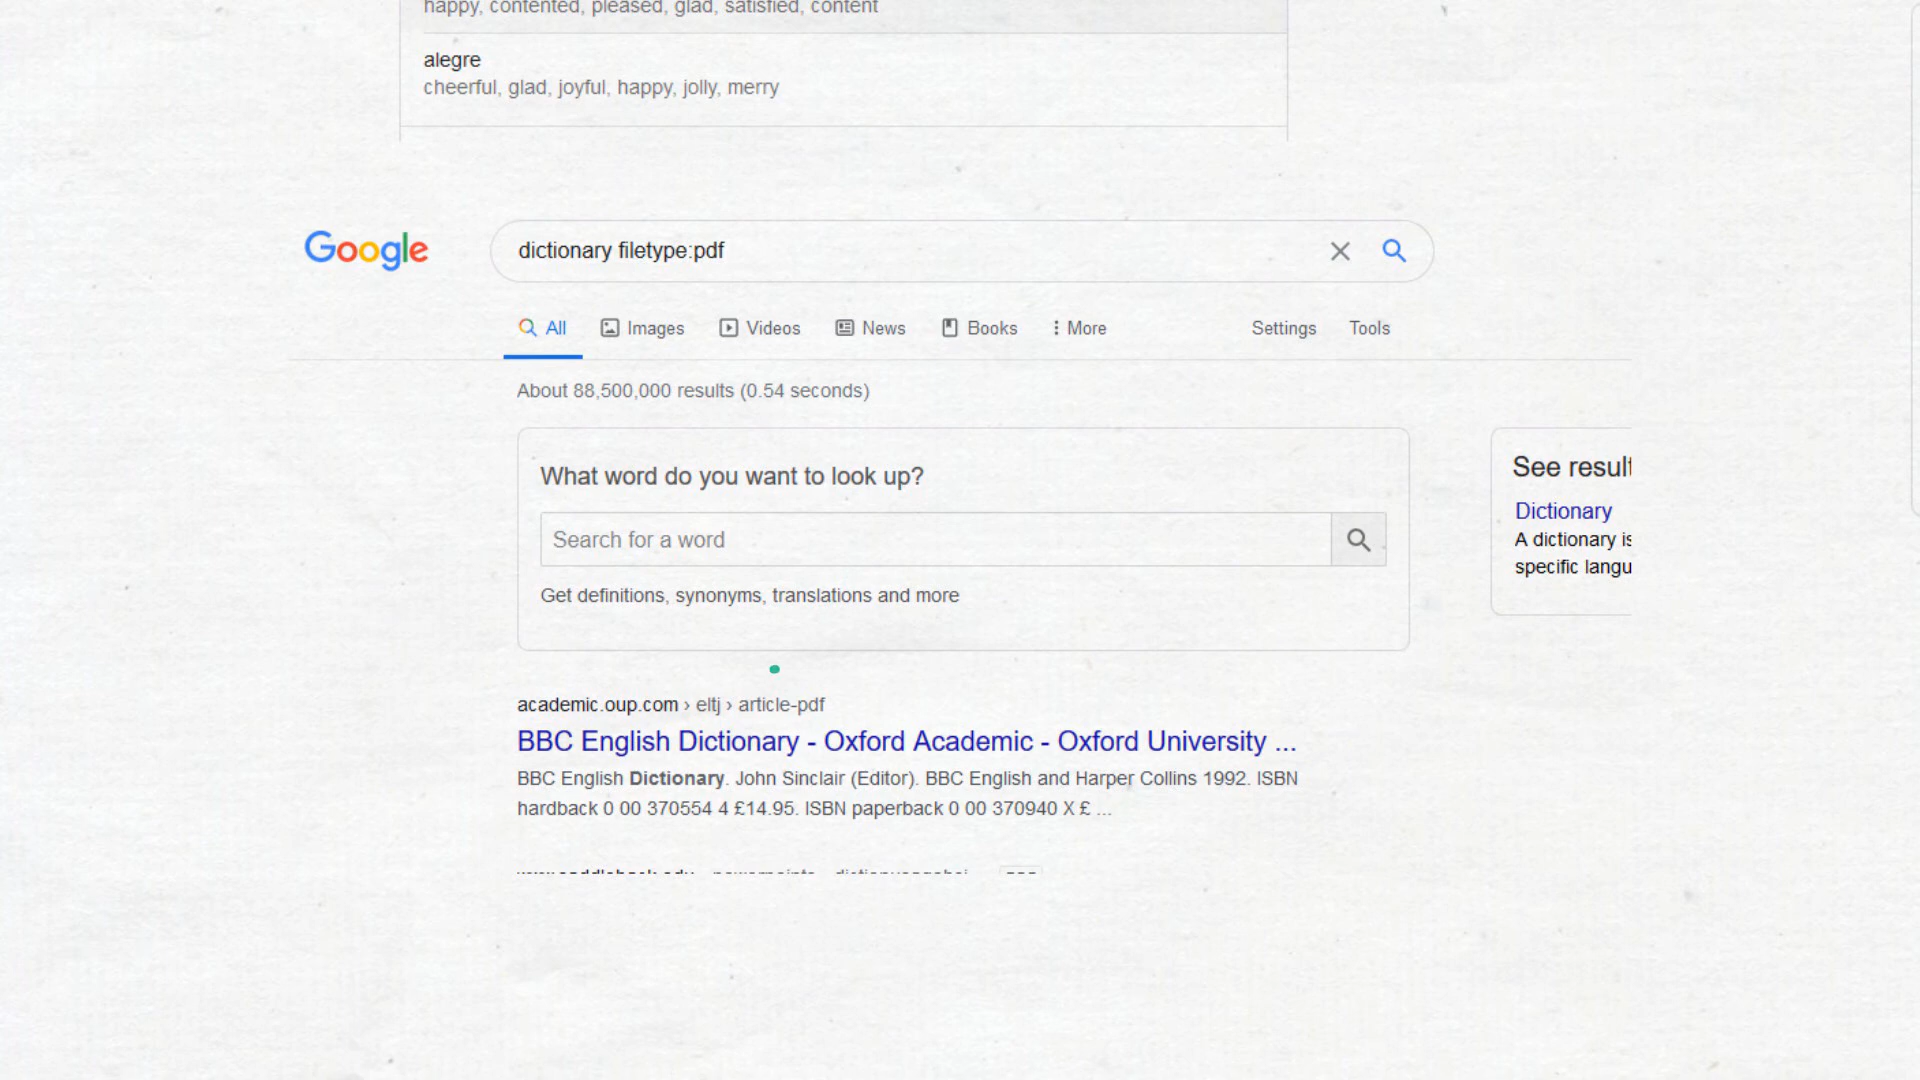 happy, contented, pleased, glad, satisfied, content
alegre
cheerful, glad, joyful, happy, jolly, merry
Google
dictionary filetype:pdf
All Images Videos News Books More Settings Tools
About 88,500,000 results (0.54 seconds)
What word do you want to look up?
Search for a word
Get definitions, synonyms, translations and more
See result
Dictionary
A dictionary is
specific langu
academic.oup.com › eltj › article-pdf
BBC English Dictionary - Oxford Academic - Oxford University ...
BBC English Dictionary. John Sinclair (Editor). BBC English and Harper Collins 1992. ISBN
hardback 0 00 370554 4 £14.95. ISBN paperback 0 00 370940 X £ ...